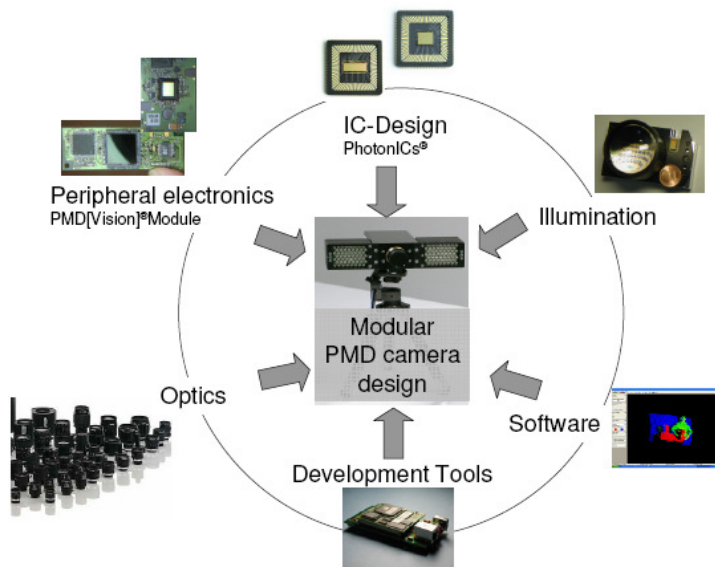 IC-Design
PhotonICs®
Peripheral electronics
PMD[Vision]®Module
Illumination
Modular
PMD camera
design
Optics
Software
Development Tools